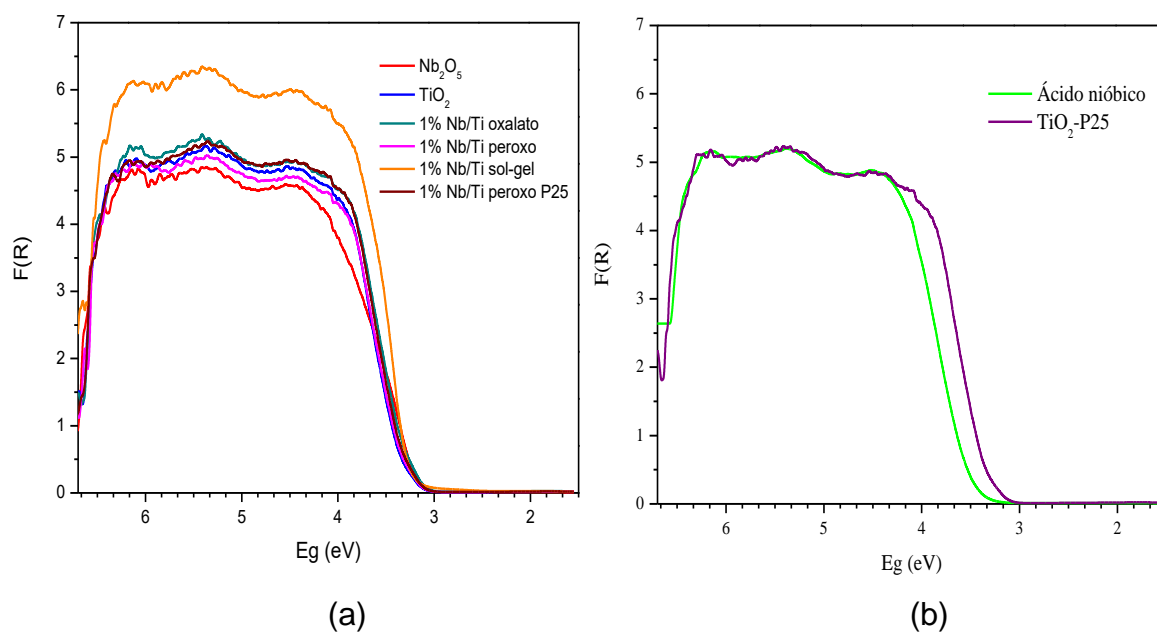 7
6
5
4
3
2
1
0
F(R)
Nb₂O₅
TiO₂
1% Nb/Ti oxalato
1% Nb/Ti peroxo
1% Nb/Ti sol-gel
1% Nb/Ti peroxo P25
6 5 4 3 2
Eg (eV)
(a)
7
6
5
4
3
2
1
0
F(R)
Ácido nióbico
TiO₂-P25
6 5 4 3 2
Eg (eV)
(b)